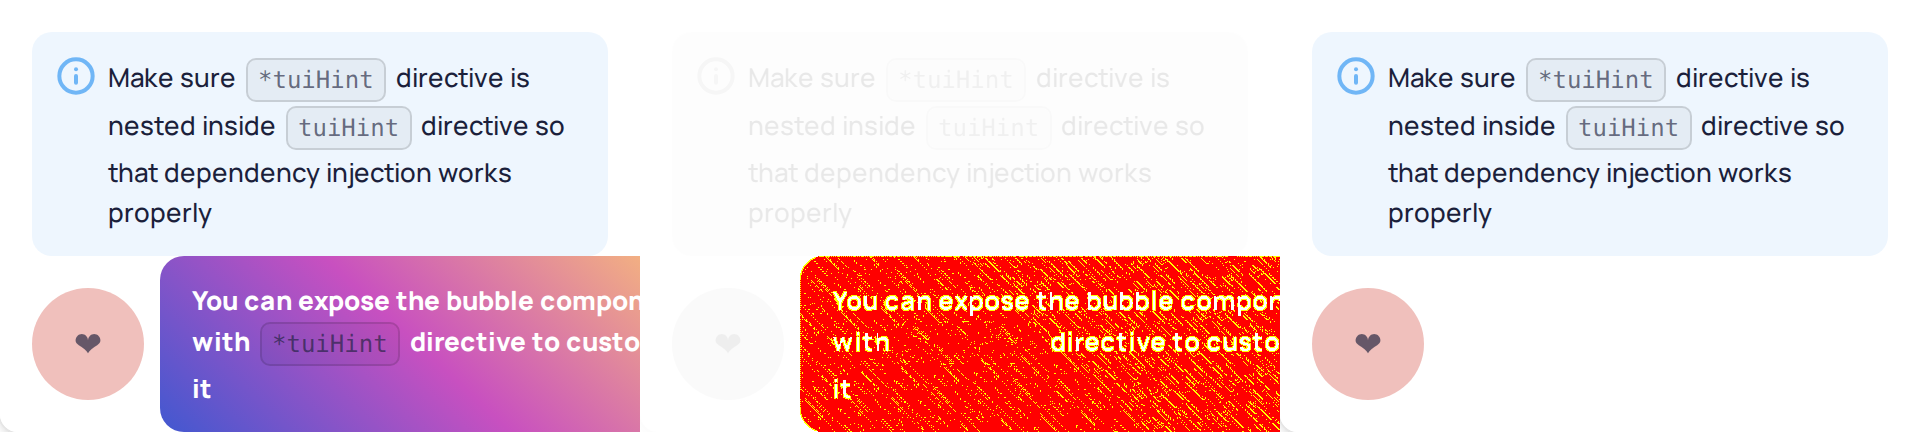 Make sure *tuiHint directive is
nested inside tuiHint directive so
that dependency injection works
properly
You can expose the bubble compon
with *tuiHint directive to custo
it
Make sure *tuiHint directive is
nested inside tuiHint directive so
that dependency injection works
properly
You can expose the bubble compon
with directive to custo
it
Make sure *tuiHint directive is
nested inside tuiHint directive so
that dependency injection works
properly